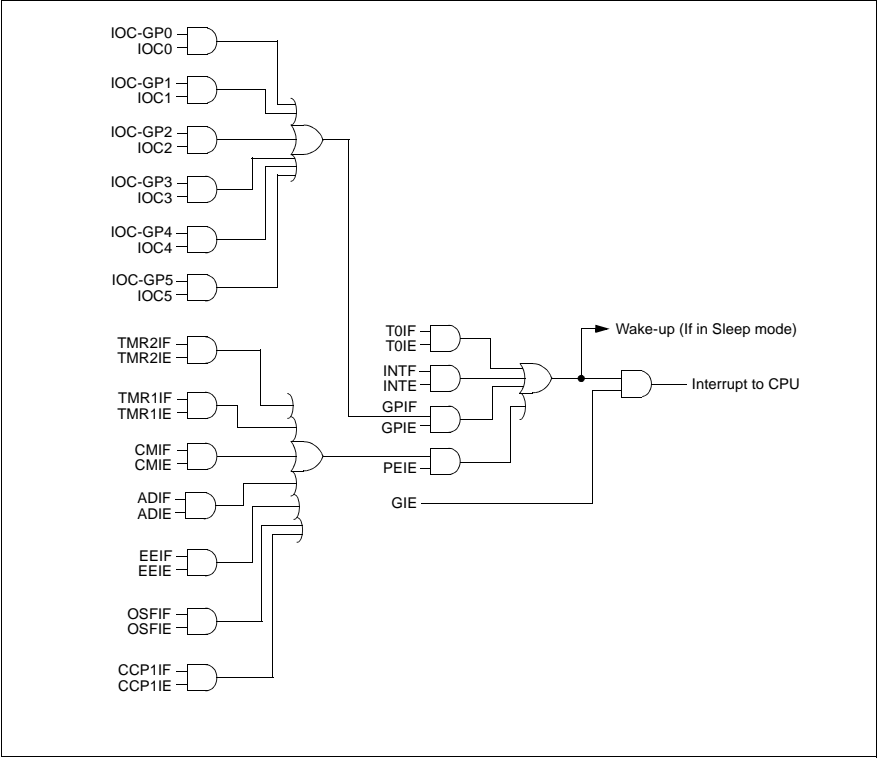 IOC-GP0
IOC0
IOC-GP1
IOC1
IOC-GP2
IOC2
IOC-GP3
IOC3
IOC-GP4
IOC4
IOC-GP5
IOC5
TMR2IF
TMR2IE
TMR1IF
TMR1IE
CMIF
CMIE
ADIF
ADIE
EEIF
EEIE
OSFIF
OSFIE
CCP1IF
CCP1IE
T0IF
T0IE
INTF
INTE
GPIF
GPIE
PEIE
GIE
Wake-up (If in Sleep mode)
Interrupt to CPU